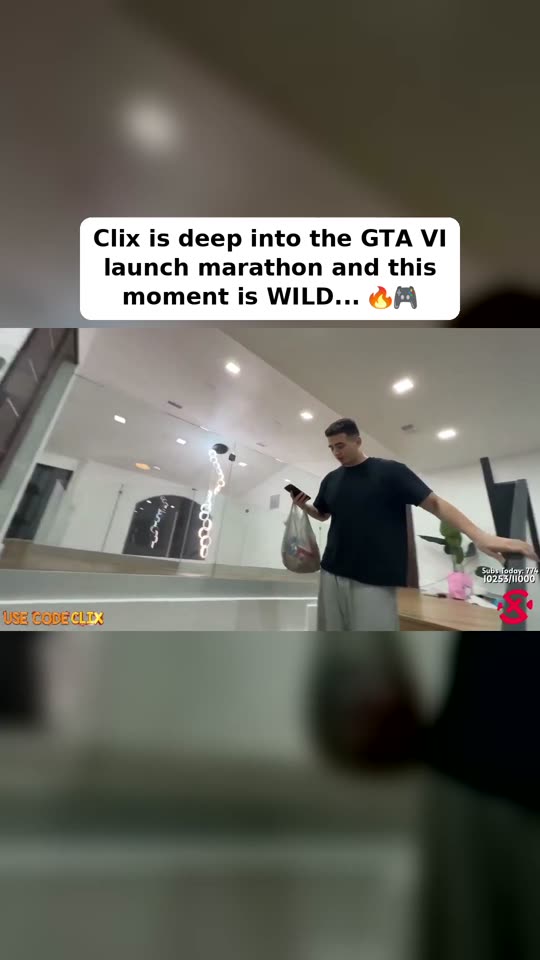 Clix is deep into the GTA VI
launch marathon and this
moment is WILD... 🔥🎮
Subs Today: 774
10253/11000
USE CODE CLIX